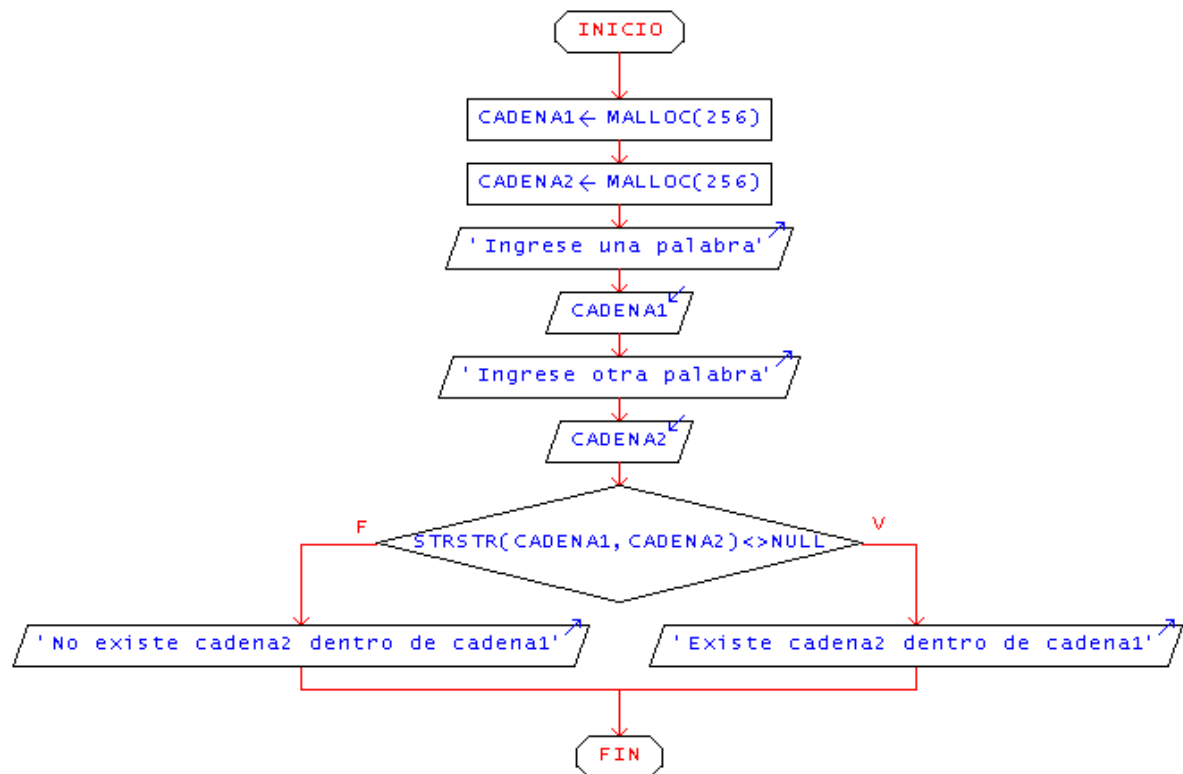 INICIO
CADENA1← MALLOC(256)
CADENA2← MALLOC(256)
'Ingrese una palabra'
CADENA1
'Ingrese otra palabra'
CADENA2
F
V
STRSTR(CADENA1,CADENA2)<>NULL
'No existe cadena2 dentro de cadena1'
'Existe cadena2 dentro de cadena1'
FIN